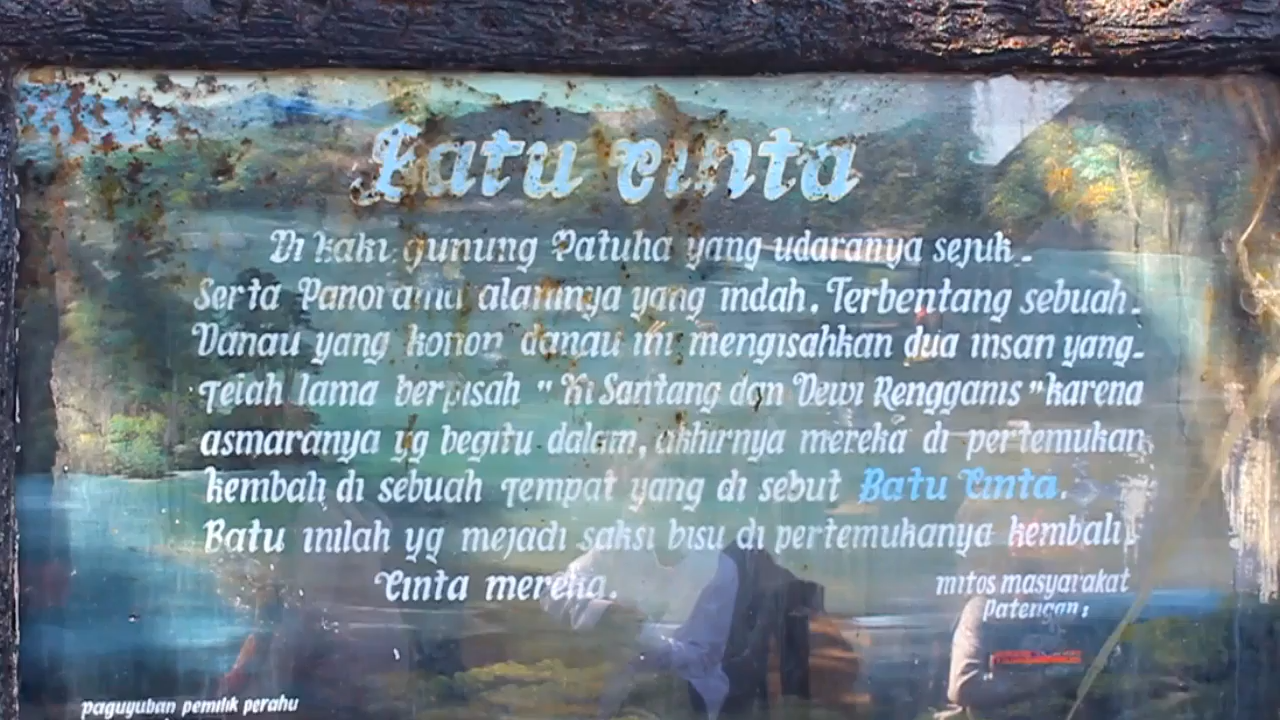 Batu Cinta
Di kaki gunung Patuha yang udaranya sejuk.
Serta Panorama alamnya yang indah. Terbentang sebuah.
Danau yang konon danau ini mengisahkan dua insan yang-
Telah lama berpisah " Ki Santang dan Dewi Rengganis " karena
asmaranya yg begitu dalam, akhirnya mereka di pertemukan
kembali di sebuah Tempat yang di sebut Batu Cinta.
Batu inilah yg mejadi saksi bisu di pertemukanya kembali
Cinta mereka.
mitos masyarakat
Patengan:
paguyuban pemilik perahu